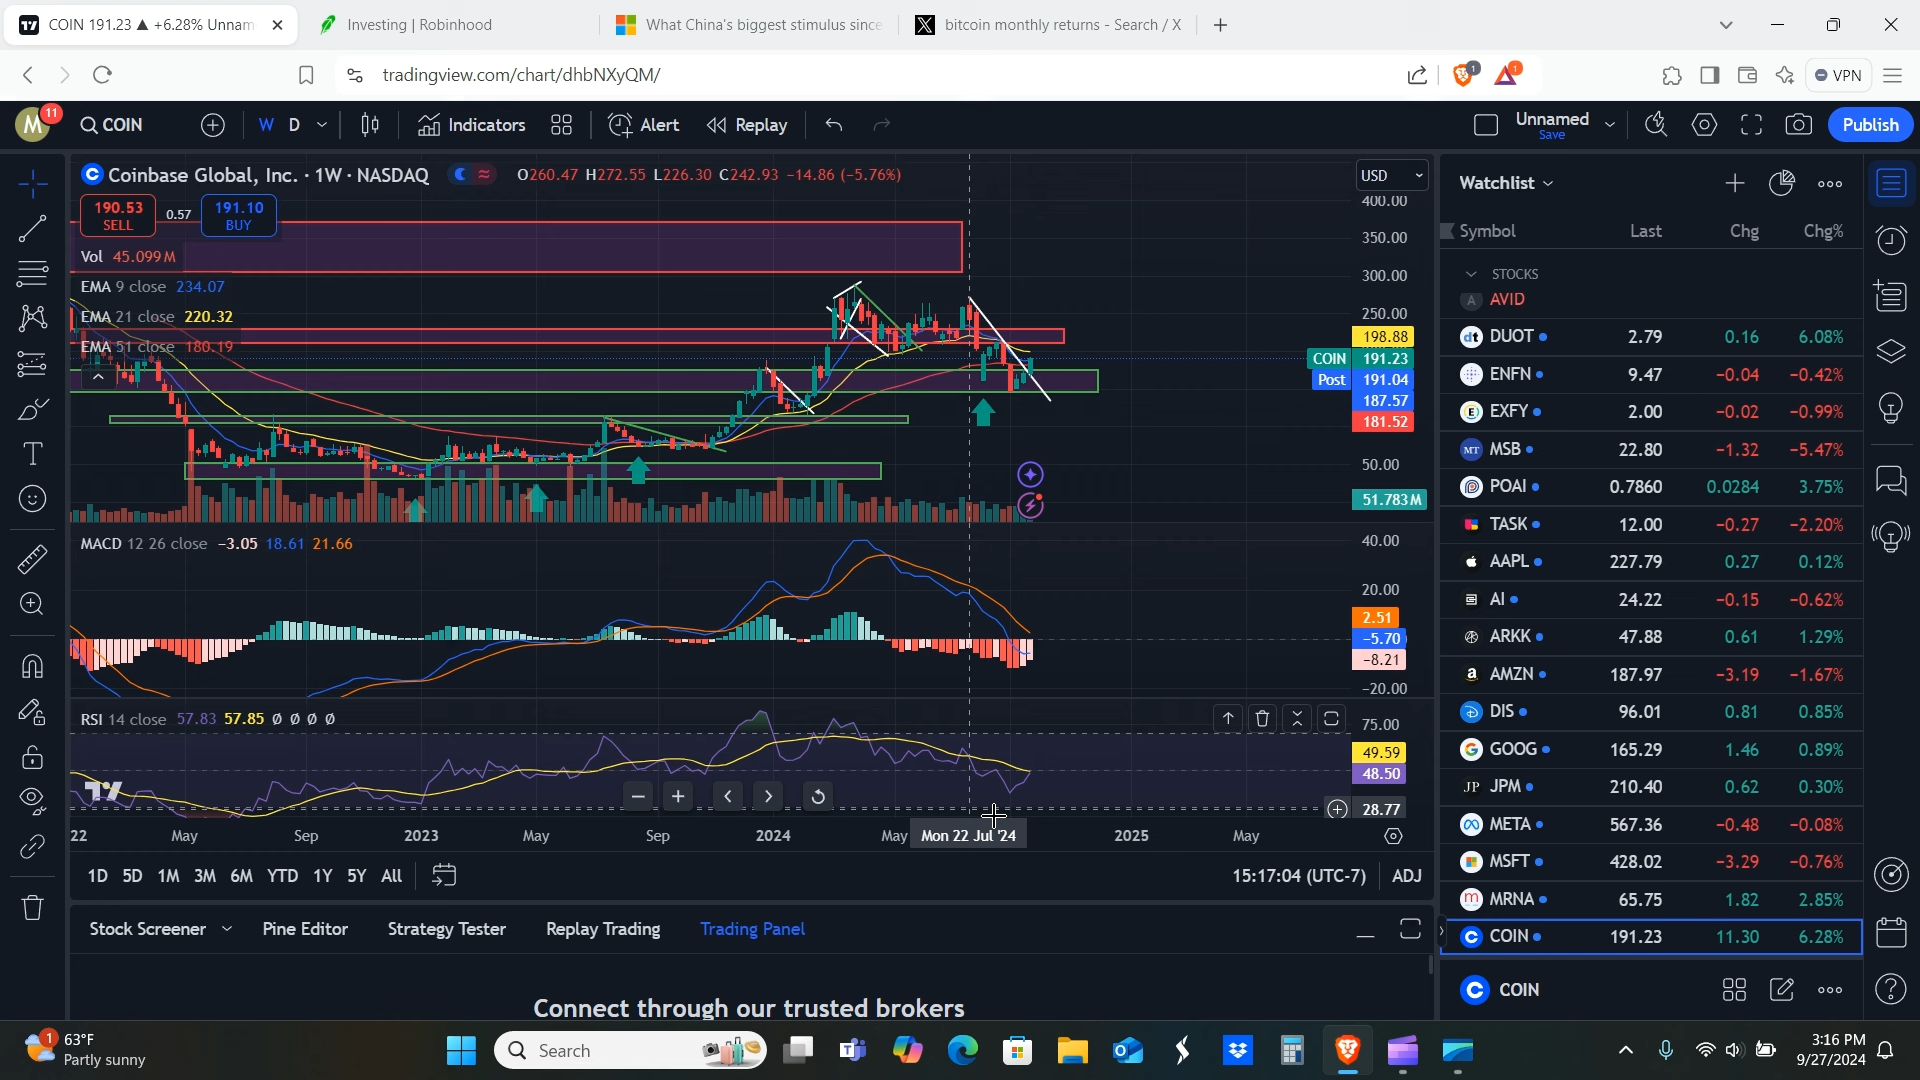 COIN 191.23 ▲ +6.28% Unnam
Investing | Robinhood
What China's biggest stimulus since
bitcoin monthly returns - Search / X
tradingview.com/chart/dhbNXyQM/
1
1
VPN
M
11
COIN
W D
Indicators
Alert
Replay
Unnamed
Save
Publish
Coinbase Global, Inc. · 1W · NASDAQ
O260.47 H272.55 L226.30 C242.93 −14.86 (−5.76%)
190.53
SELL
0.57
191.10
BUY
Vol 45.099M
EMA 9 close 234.07
EMA 21 close 220.32
EMA 51 close 180.19
USD
400.00
350.00
300.00
250.00
198.88
COIN 191.23
Post 191.04
187.57
181.52
50.00
51.783M
MACD 12 26 close −3.05 18.61 21.66
40.00
20.00
2.51
−5.70
−8.21
−20.00
RSI 14 close 57.83 57.85 Ø Ø Ø Ø
75.00
49.59
48.50
28.77
22 May Sep 2023 May Sep 2024 May Mon 22 Jul '24 2025 May
1D 5D 1M 3M 6M YTD 1Y 5Y All
15:17:04 (UTC-7) ADJ
Stock Screener
Pine Editor
Strategy Tester
Replay Trading
Trading Panel
Connect through our trusted brokers
Watchlist
Symbol Last Chg Chg%
STOCKS
A AVID
DUOT 2.79 0.16 6.08%
ENFN 9.47 −0.04 −0.42%
EXFY 2.00 −0.02 −0.99%
MT MSB 22.80 −1.32 −5.47%
POAI 0.7860 0.0284 3.75%
TASK 12.00 −0.27 −2.20%
AAPL 227.79 0.27 0.12%
AI 24.22 −0.15 −0.62%
ARKK 47.88 0.61 1.29%
AMZN 187.97 −3.19 −1.67%
DIS 96.01 0.81 0.85%
GOOG 165.29 1.46 0.89%
JPM 210.40 0.62 0.30%
META 567.36 −0.48 −0.08%
MSFT 428.02 −3.29 −0.76%
MRNA 65.75 1.82 2.85%
COIN 191.23 11.30 6.28%
COIN
1
63°F
Partly sunny
Search
3:16 PM
9/27/2024